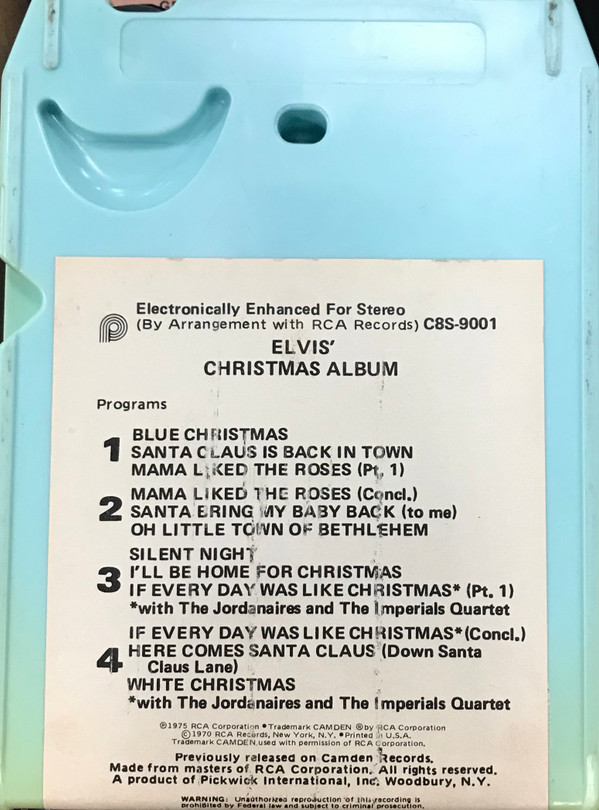 Electronically Enhanced For Stereo
(By Arrangement with RCA Records) C8S-9001
ELVIS'
CHRISTMAS ALBUM
Programs
1 BLUE CHRISTMAS
SANTA CLAUS IS BACK IN TOWN
MAMA LIKED THE ROSES (Pt. 1)
2 MAMA LIKED THE ROSES (Concl.)
SANTA BRING MY BABY BACK (to me)
OH LITTLE TOWN OF BETHLEHEM
3 SILENT NIGHT
I'LL BE HOME FOR CHRISTMAS
IF EVERY DAY WAS LIKE CHRISTMAS* (Pt. 1)
*with The Jordanaires and The Imperials Quartet
4 IF EVERY DAY WAS LIKE CHRISTMAS* (Concl.)
HERE COMES SANTA CLAUS (Down Santa
Claus Lane)
WHITE CHRISTMAS
*with The Jordanaires and The Imperials Quartet
℗1975 RCA Corporation • Trademark CAMDEN ® by RCA Corporation
©1970 RCA Records, New York, N.Y. • Printed in U.S.A.
Trademark CAMDEN used with permission of RCA Corporation.
Previously released on Camden Records.
Made from masters of RCA Corporation. All rights reserved.
A product of Pickwick International, Inc. Woodbury, N.Y.
WARNING: Unauthorized reproduction of this recording is
prohibited by Federal law and subject to criminal prosecution.